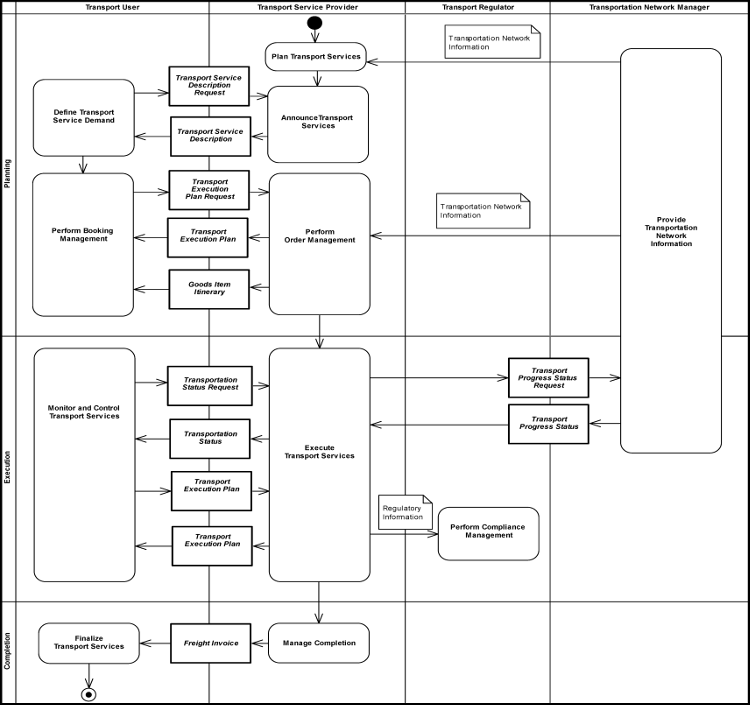 Transport User
Transport Service Provider
Transport Regulator
Transportation Network Manager
Planning
Plan Transport Services
Transportation Network
Information
Transport Service
Description
Request
Define Transport
Service Demand
AnnounceTransport
Services
Transport Service
Description
Transport
Execution
Plan Request
Perform Booking
Management
Transport
Execution Plan
Perform
Order Management
Transportation Network
Information
Provide
Transportation
Network
Information
Goods Item
Itinerary
Execution
Monitor and Control
Transport Services
Transportation
Status Request
Transport
Progress Status
Request
Transportation
Status
Execute
Transport Services
Transport
Progress Status
Transport
Execution Plan
Regulatory
Information
Perform Compliance
Management
Transport
Execution Plan
Completion
Finalize
Transport Services
Freight Invoice
Manage Completion